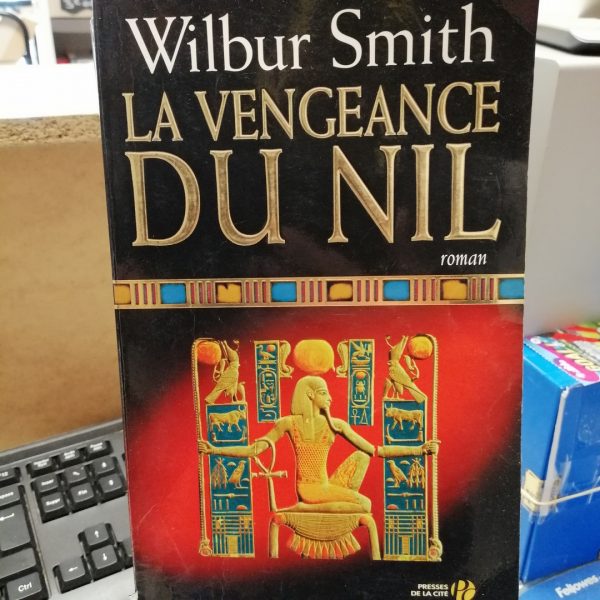 Wilbur Smith
LA VENGEANCE
DU NIL
roman
PRESSES
DE LA CITÉ
Fellowes